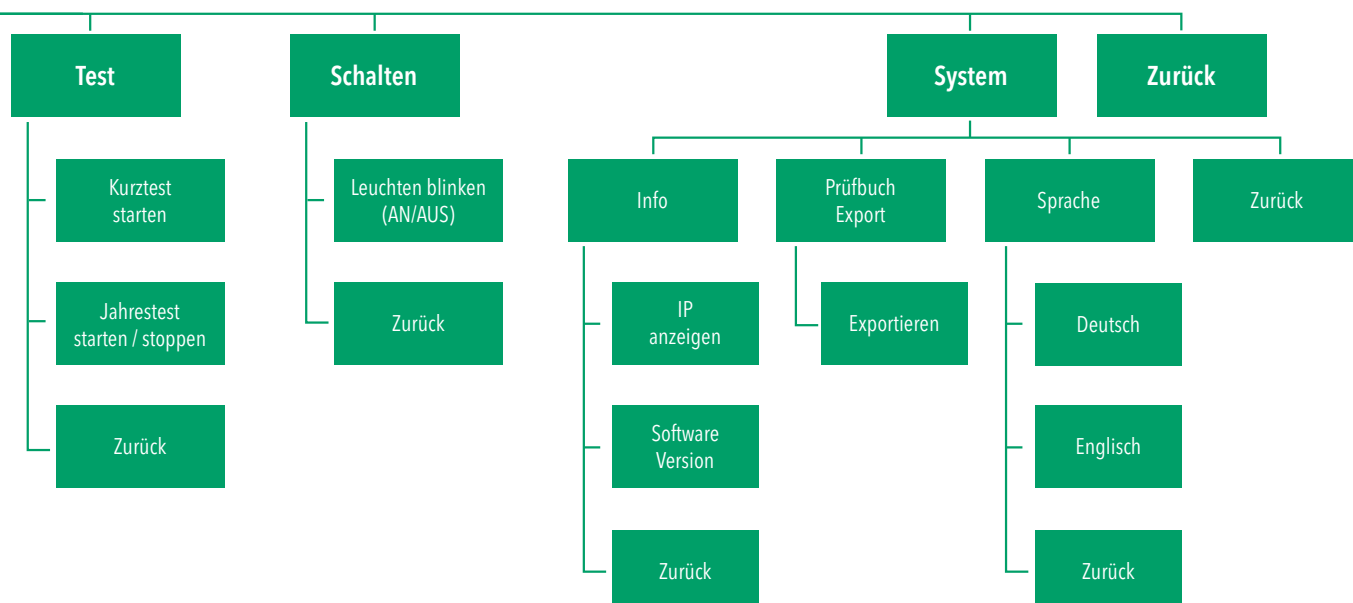 Test
Schalten
System
Zurück
Kurztest
starten
Jahrestest
starten / stoppen
Zurück
Leuchten blinken
(AN/AUS)
Zurück
Info
Prüfbuch
Export
Sprache
Zurück
IP
anzeigen
Software
Version
Zurück
Exportieren
Deutsch
Englisch
Zurück